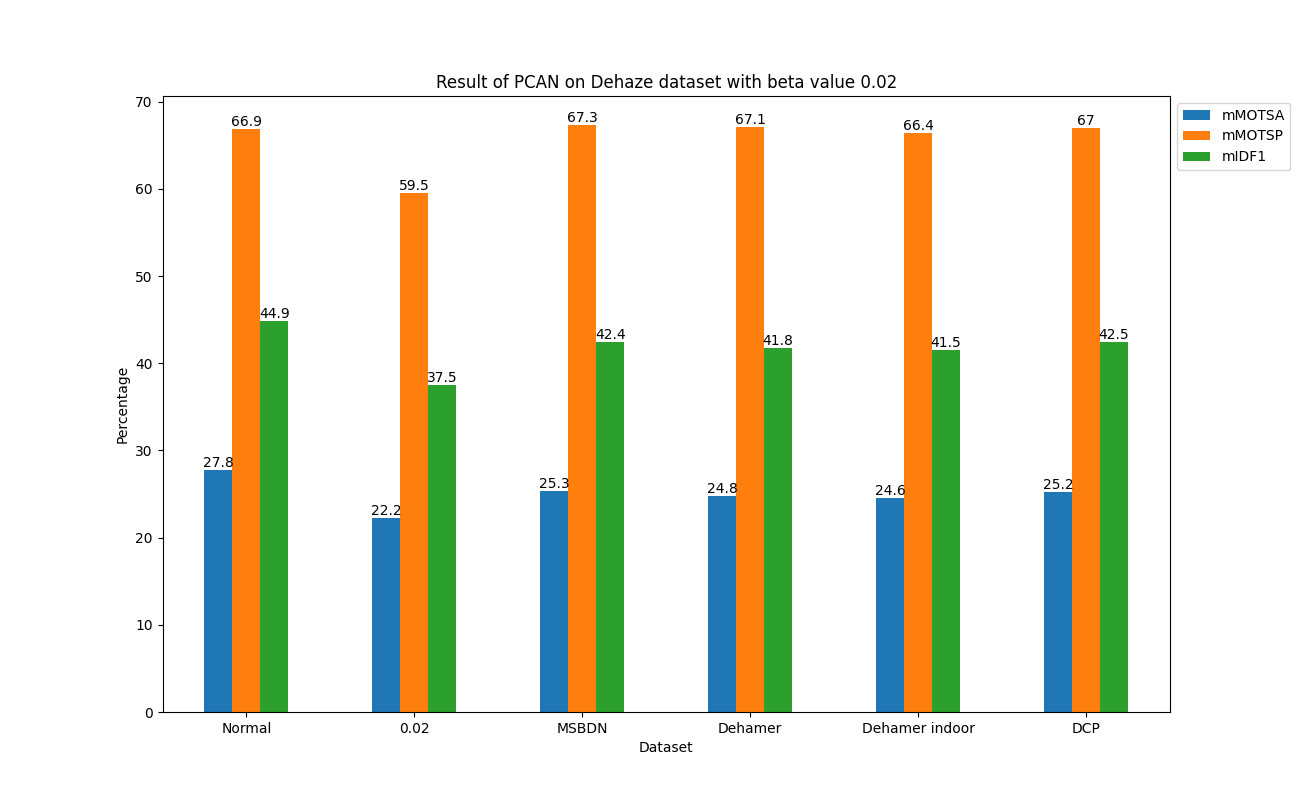 Result of PCAN on Dehaze dataset with beta value 0.02
mMOTSA
mMOTSP
mIDF1
Percentage
70
60
50
40
30
20
10
0
27.8
66.9
44.9
22.2
59.5
37.5
25.3
67.3
42.4
24.8
67.1
41.8
24.6
66.4
41.5
25.2
67
42.5
Normal
0.02
MSBDN
Dehamer
Dehamer indoor
DCP
Dataset